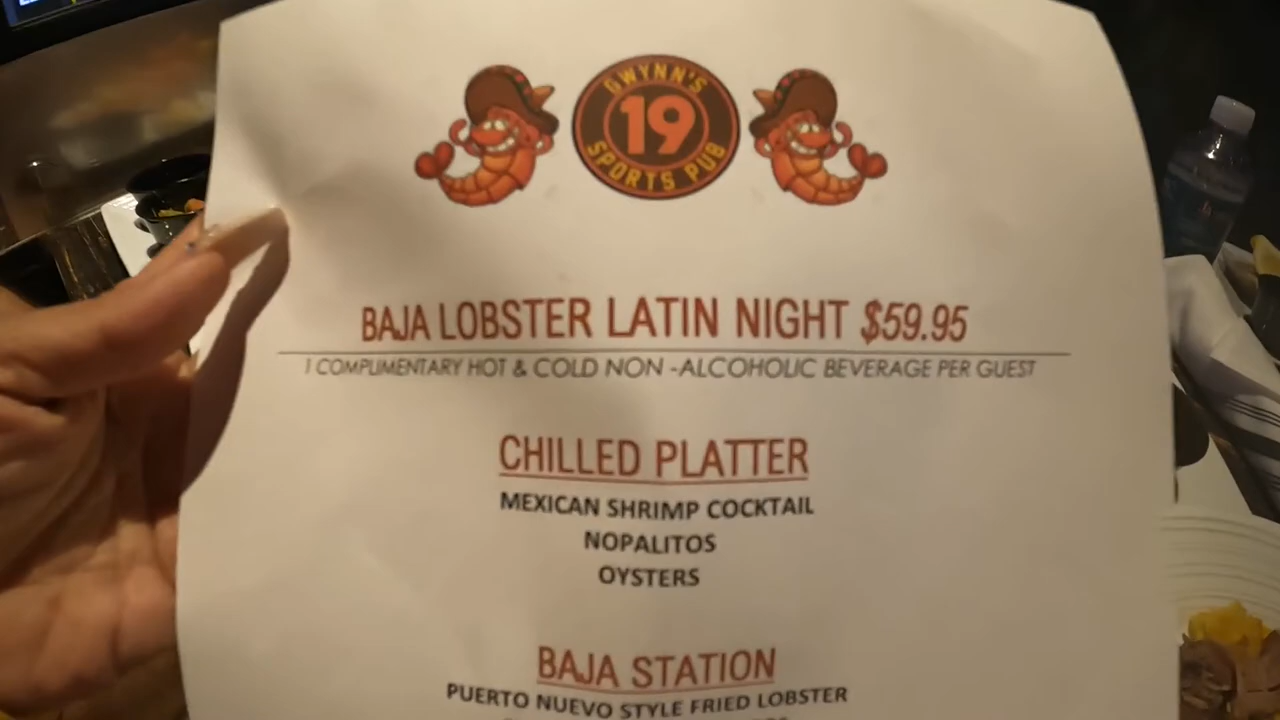 GWYNN'S
19
SPORTS PUB
BAJA LOBSTER LATIN NIGHT $59.95
1 COMPLIMENTARY HOT & COLD NON -ALCOHOLIC BEVERAGE PER GUEST
CHILLED PLATTER
MEXICAN SHRIMP COCKTAIL
NOPALITOS
OYSTERS
BAJA STATION
PUERTO NUEVO STYLE FRIED LOBSTER